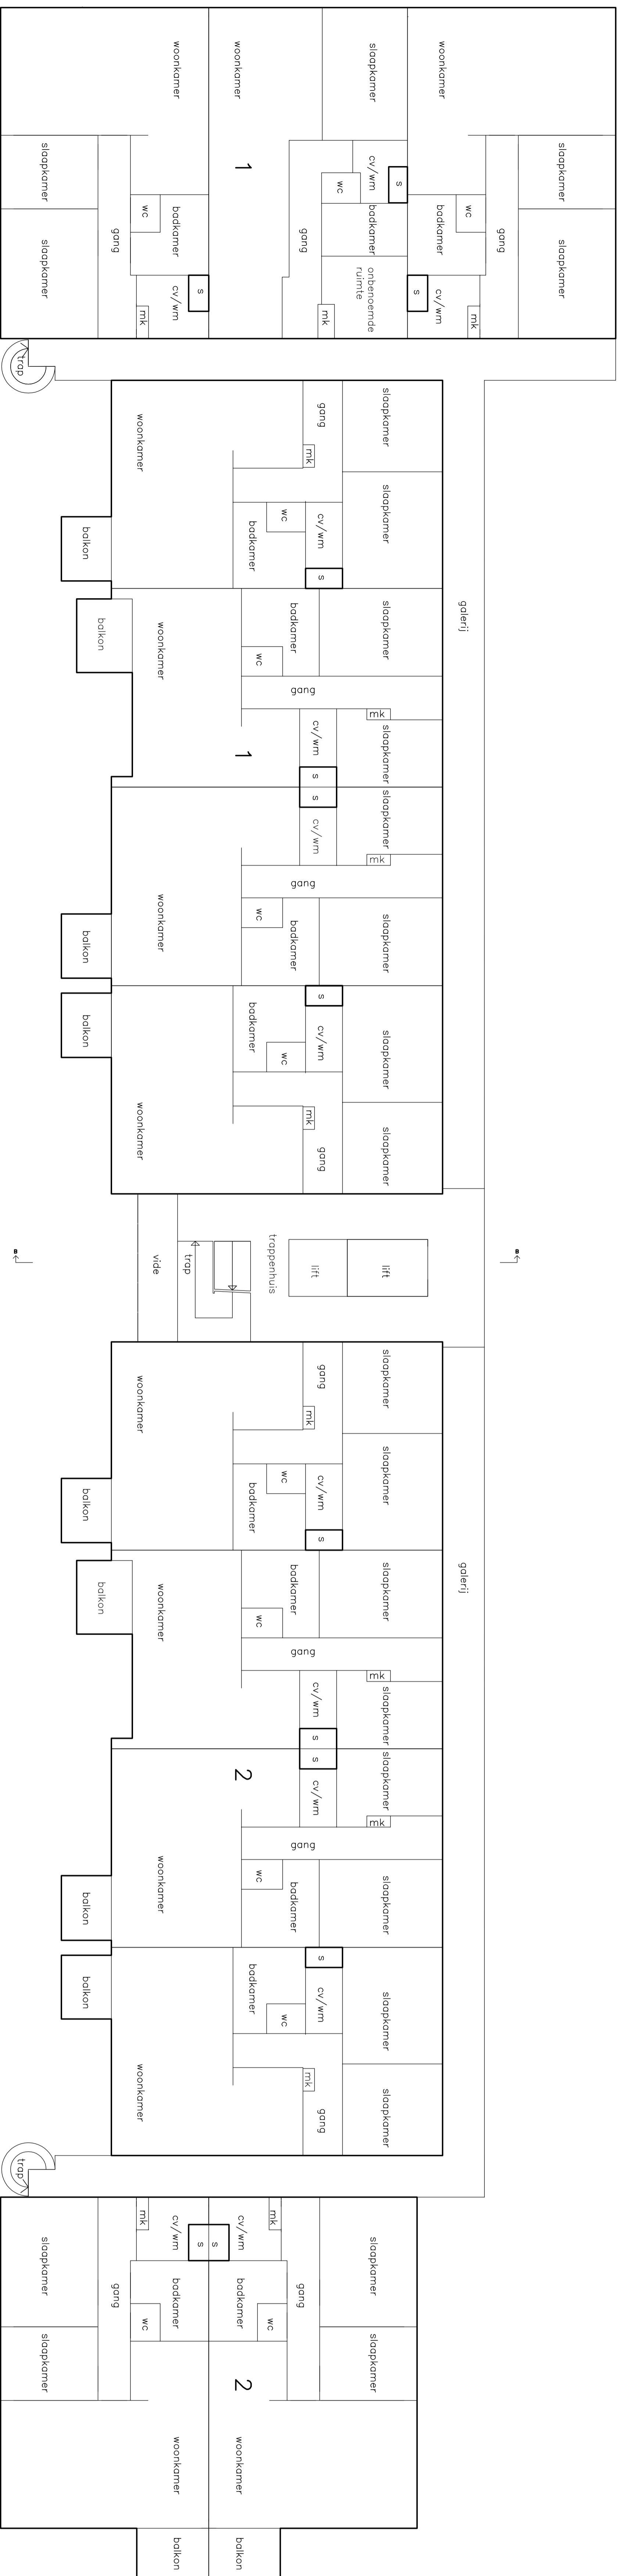 woonkamer
woonkamer
slaapkamer
woonkamer
slaapkamer
cv/wm
s
slaapkamer
1
wc
wc
badkamer
badkamer
badkamer
wc
slaapkamer
gang
gang
gang
slaapkamer
onbenoemde
ruimte
s
cv/wm
s
cv/wm
mk
mk
mk
trap
woonkamer
gang
slaapkamer
mk
balkon
badkamer
wc
cv/wm
slaapkamer
s
balkon
woonkamer
badkamer
slaapkamer
galerij
wc
gang
mk
1
cv/wm
slaapkamer
s
s
cv/wm
slaapkamer
mk
gang
balkon
woonkamer
wc
badkamer
slaapkamer
balkon
s
badkamer
wc
cv/wm
slaapkamer
woonkamer
mk
gang
slaapkamer
B
vide
trap
trappenhuis
lift
lift
B
woonkamer
gang
slaapkamer
mk
balkon
badkamer
wc
cv/wm
slaapkamer
s
balkon
woonkamer
badkamer
slaapkamer
galerij
wc
gang
mk
cv/wm
slaapkamer
s
s
2
cv/wm
slaapkamer
mk
gang
balkon
woonkamer
wc
badkamer
slaapkamer
balkon
s
badkamer
wc
cv/wm
slaapkamer
woonkamer
mk
gang
slaapkamer
trap
mk
cv/wm
cv/wm
mk
slaapkamer
s
s
slaapkamer
gang
badkamer
badkamer
gang
wc
wc
slaapkamer
2
slaapkamer
woonkamer
woonkamer
balkon
balkon